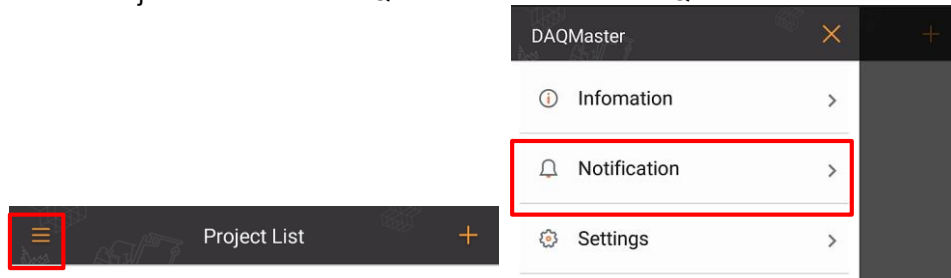 Project List
DAQMaster
Infomation
Notification
Settings